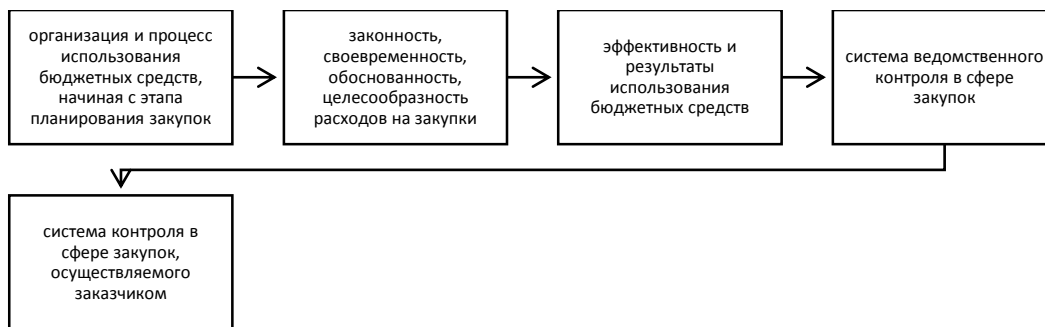 организация и процесс
использования
бюджетных средств,
начиная с этапа
планирования закупок
законность,
своевременность,
обоснованность,
целесообразность
расходов на закупки
эффективность и
результаты
использования
бюджетных средств
система ведомственного
контроля в сфере
закупок
система контроля в
сфере закупок,
осуществляемого
заказчиком